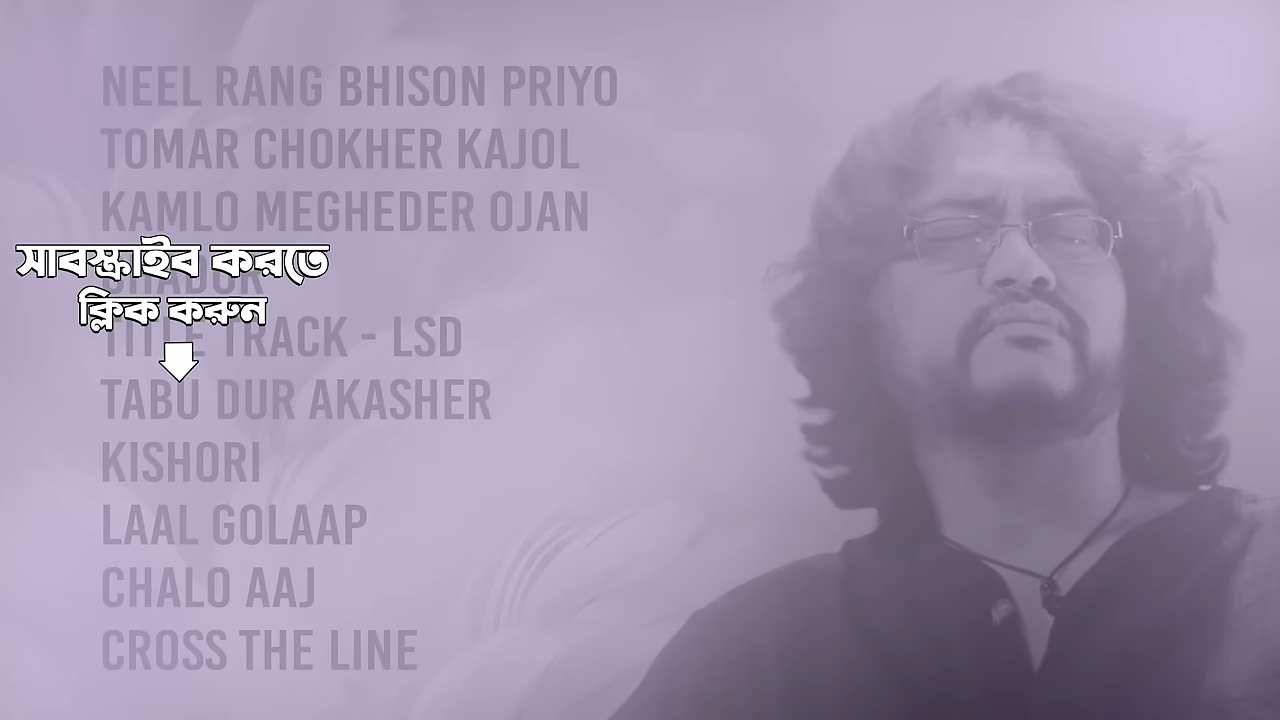 NEEL RANG BHISON PRIYO
TOMAR CHOKHER KAJOL
KAMLO MEGHEDER OJAN
সাবস্ক্রাইব করতে
ক্লিক করুন
TITLE TRACK - LSD
TABU DUR AKASHER
KISHORI
LAAL GOLAAP
CHALO AAJ
CROSS THE LINE